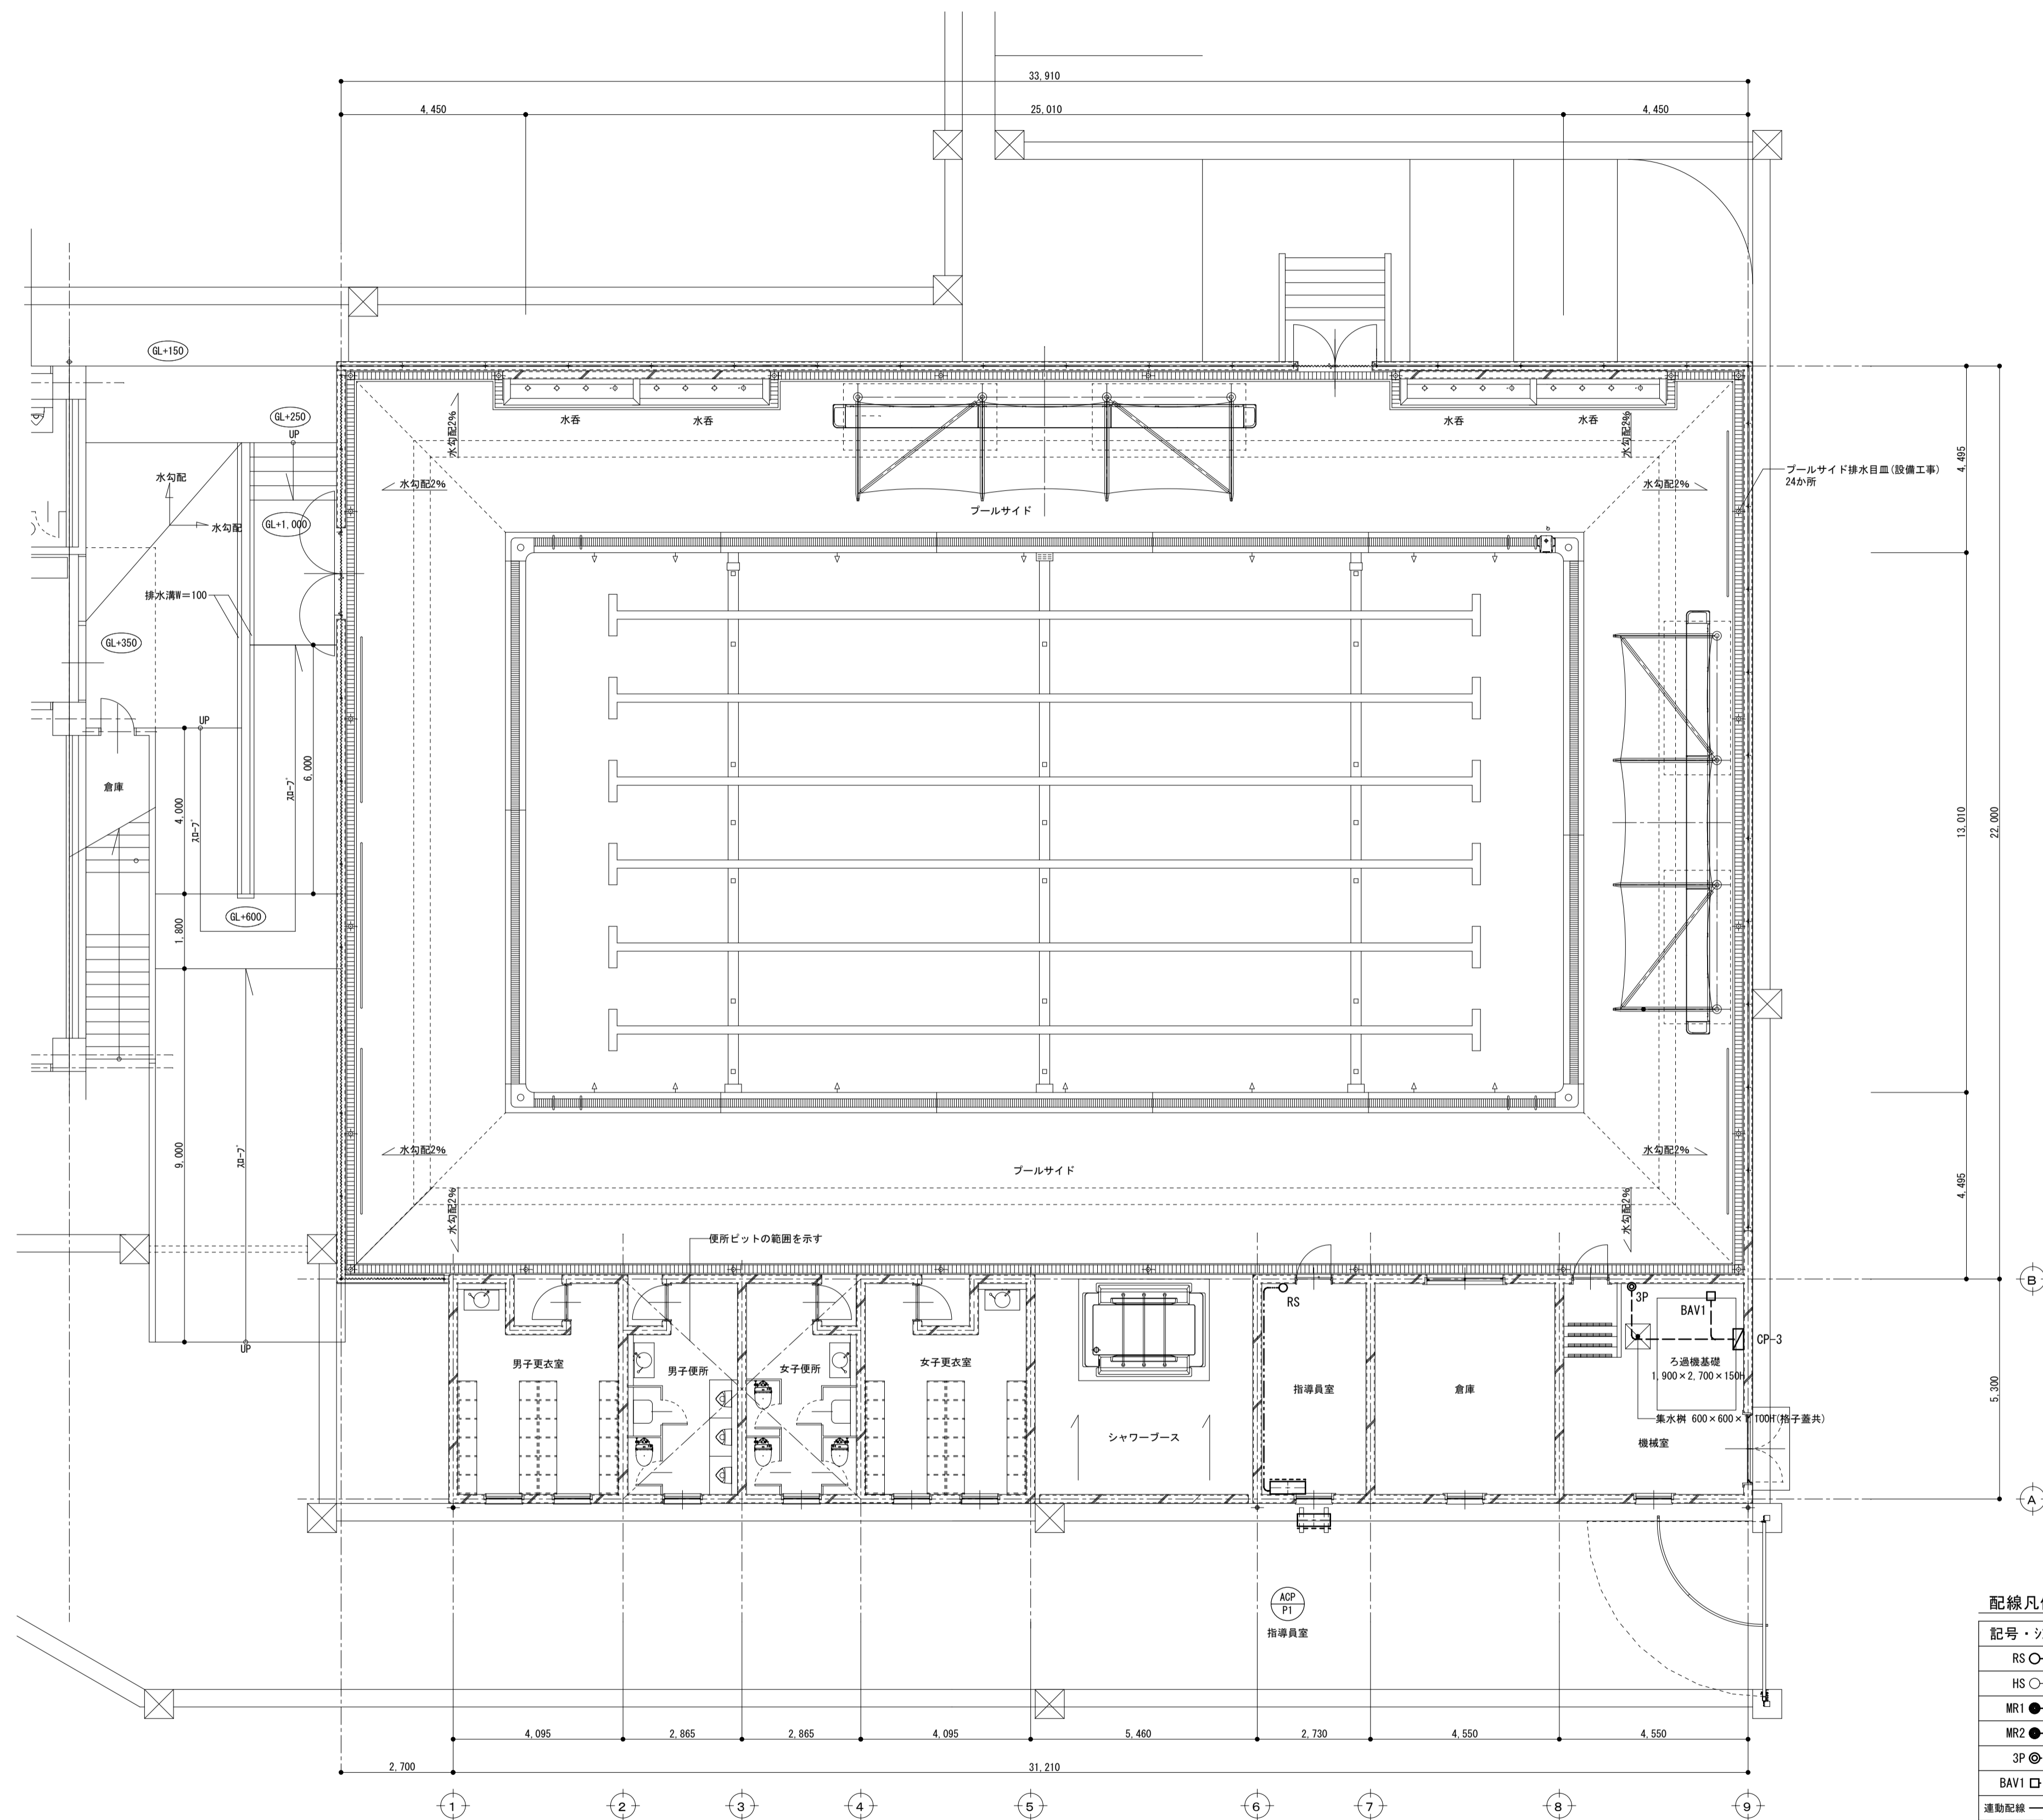 33,910
4,450
25,010
4,450
GL+150
GL+250
UP
水呑
水呑
水呑
水呑
水勾配2%
水勾配2%
水勾配
水勾配2%
水勾配2%
プールサイド排水目皿(設備工事)
24か所
4,495
プールサイド
GL+1,000
水勾配
排水溝W=100
GL+350
UP
6,000
スロープ
倉庫
4,000
スロープ
13,010
22,000
GL+600
1,800
水勾配2%
水勾配2%
9,000
スロープ
プールサイド
4,495
水勾配2%
水勾配2%
便所ピットの範囲を示す
B
RS
3P
BAV1
UP
CP-3
男子更衣室
男子便所
女子便所
女子更衣室
ろ過機基礎
1,900×2,700×150H
指導員室
倉庫
5,300
集水桝 600×600×
(格子蓋共)
シャワーブース
機械室
A
ACP
P1
指導員室
配線凡
記号・
RS
HS
MR1
MR2
3P
BAV1
連動配線
4,095
2,865
2,865
4,095
5,460
2,730
4,550
4,550
2,700
31,210
1
2
3
4
5
6
7
8
9